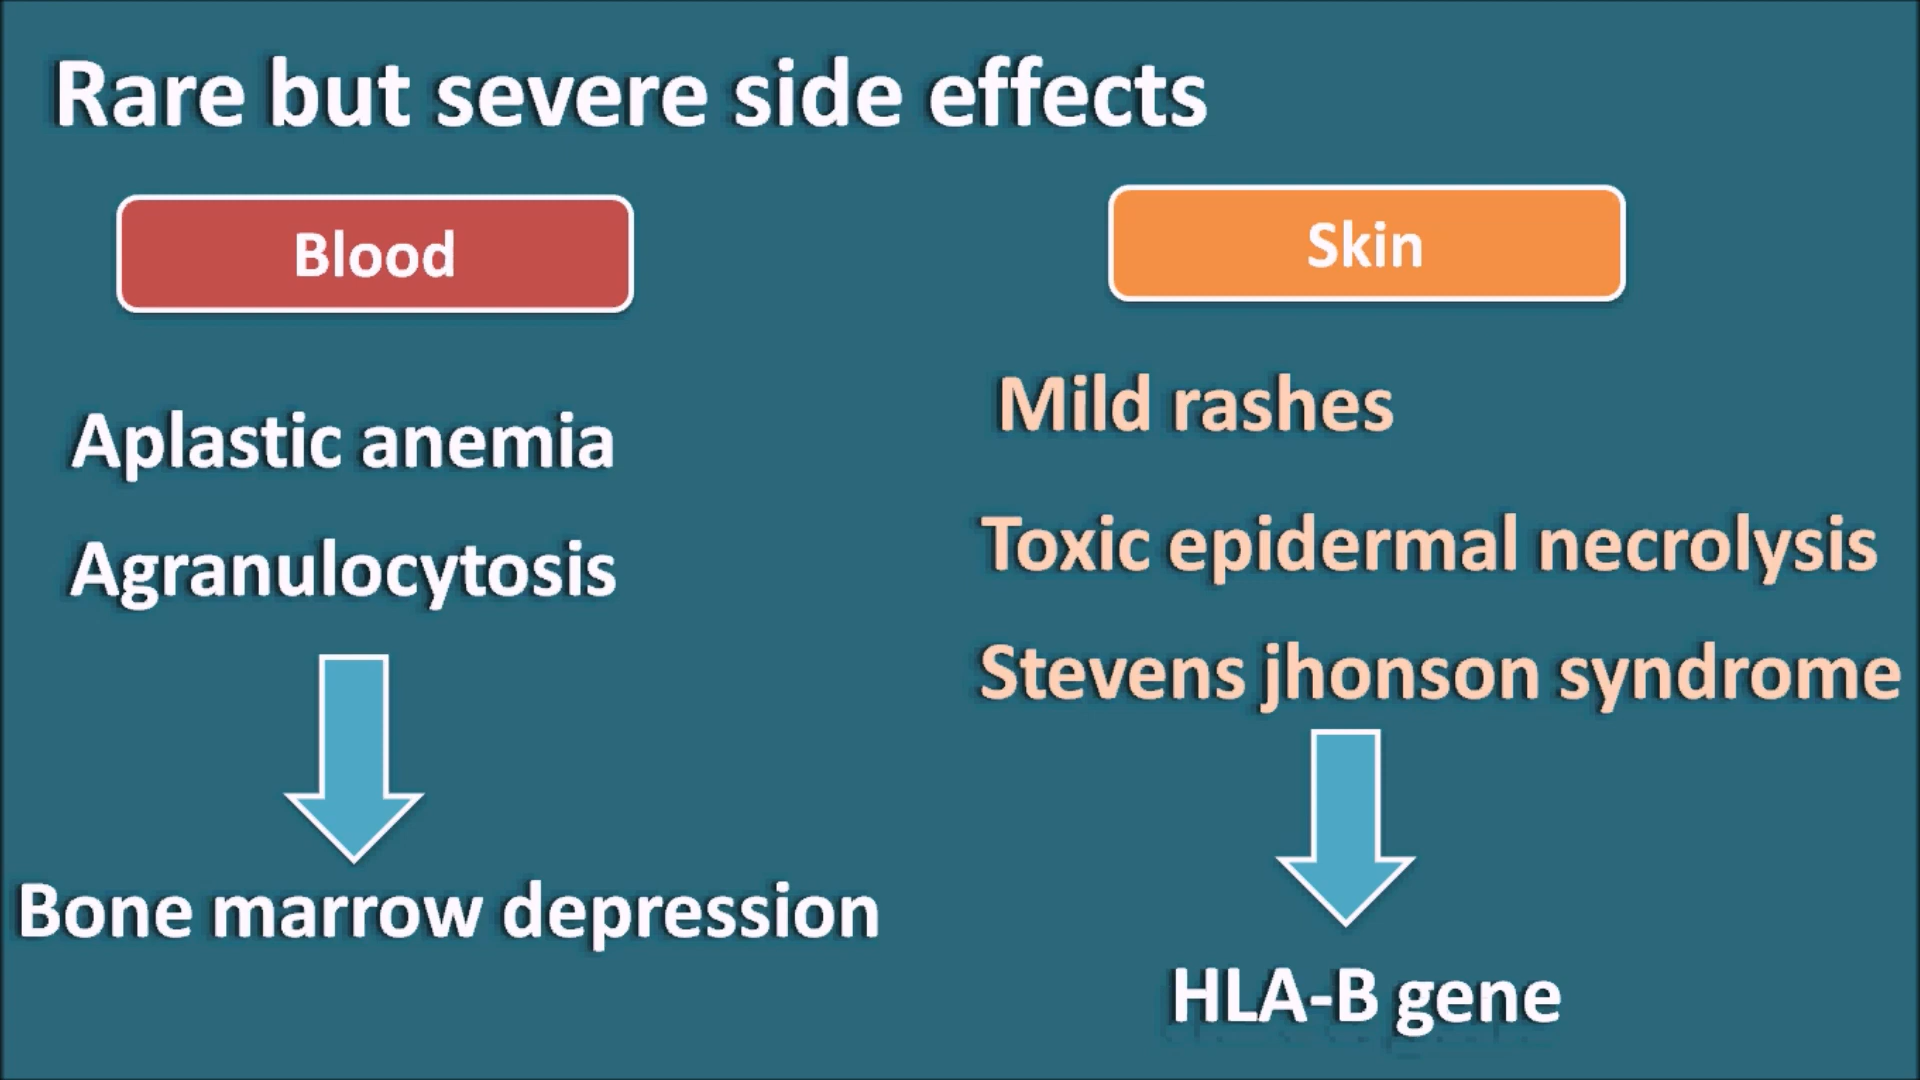 Rare but severe side effects
Blood
Aplastic anemia
Agranulocytosis
Bone marrow depression
Skin
Mild rashes
Toxic epidermal necrolysis
Stevens jhonson syndrome
HLA-B gene